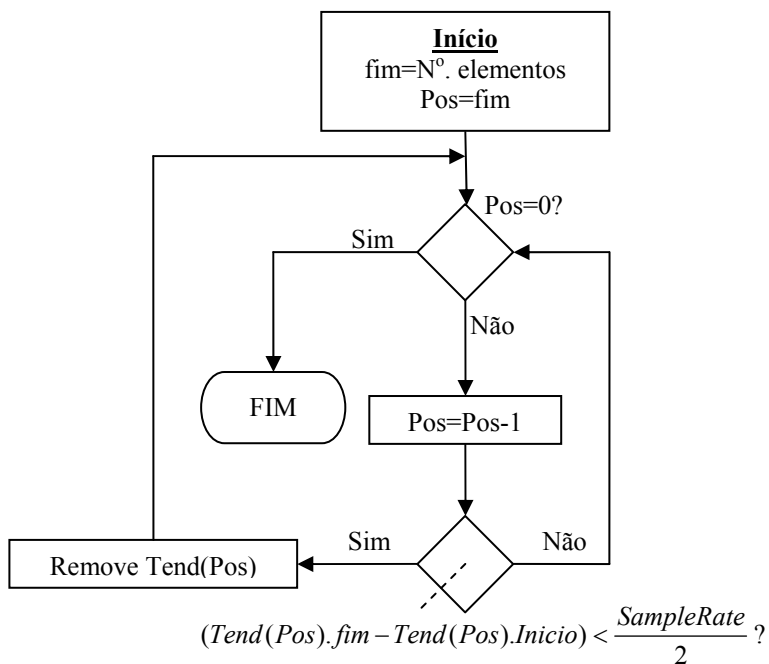 Início
fim=Nº. elementos
Pos=fim
Pos=0?
Sim
Não
FIM
Pos=Pos-1
Sim
Não
Remove Tend(Pos)
(Tend(Pos).fim − Tend(Pos).Inicio) < SampleRate / 2 ?